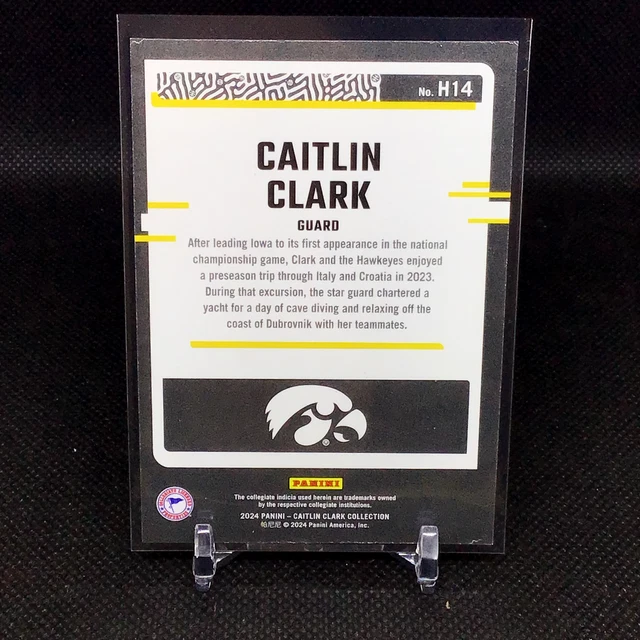 No. H14
CAITLIN
CLARK
GUARD
After leading Iowa to its first appearance in the national
championship game, Clark and the Hawkeyes enjoyed
a preseason trip through Italy and Croatia in 2023.
During that excursion, the star guard chartered a
yacht for a day of cave diving and relaxing off the
coast of Dubrovnik with her teammates.
®
PANINI
The collegiate indicia used herein are trademarks owned
by the respective collegiate institutions.
2024 PANINI – CAITLIN CLARK COLLECTION
帕尼尼 © 2024 Panini America, Inc.